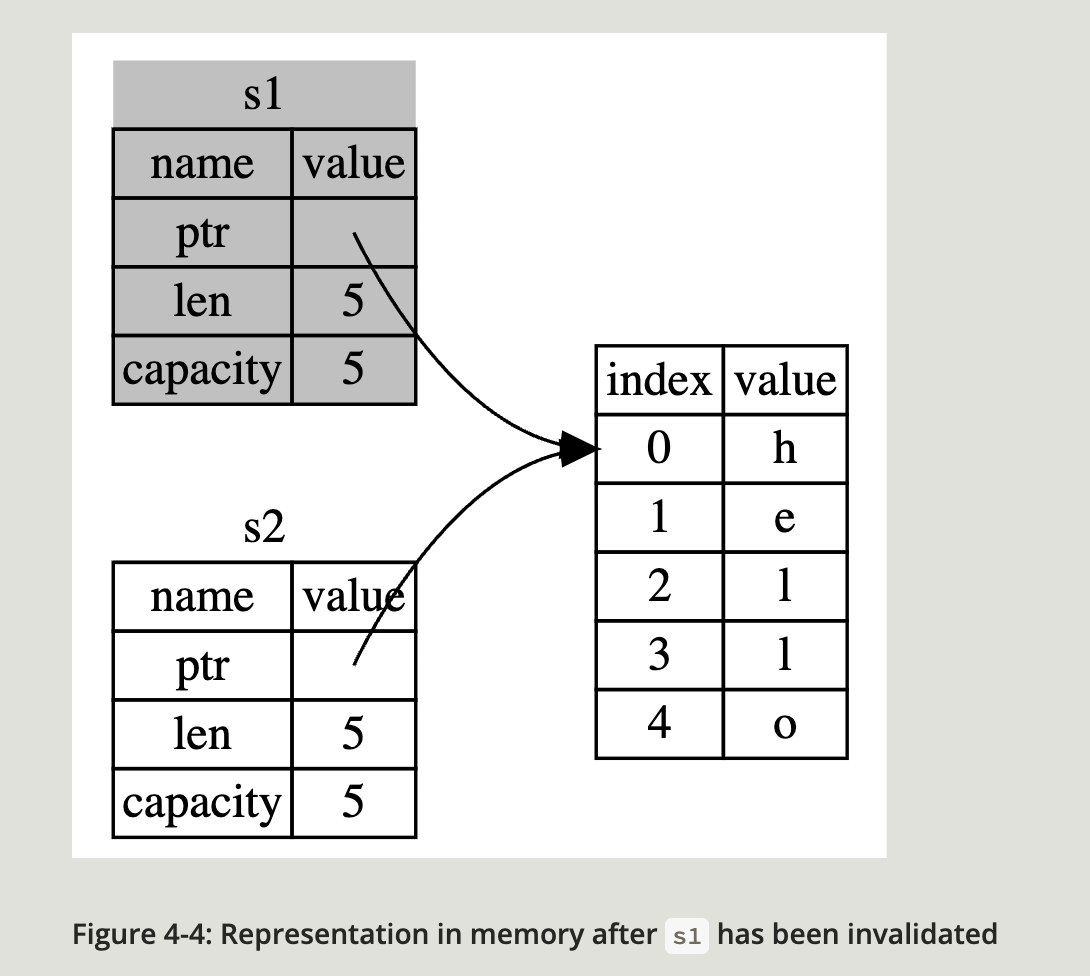 s1
name value
ptr
len 5
capacity 5
s2
name value
ptr
len 5
capacity 5
index value
0 h
1 e
2 l
3 l
4 o
Figure 4-4: Representation in memory after s1 has been invalidated